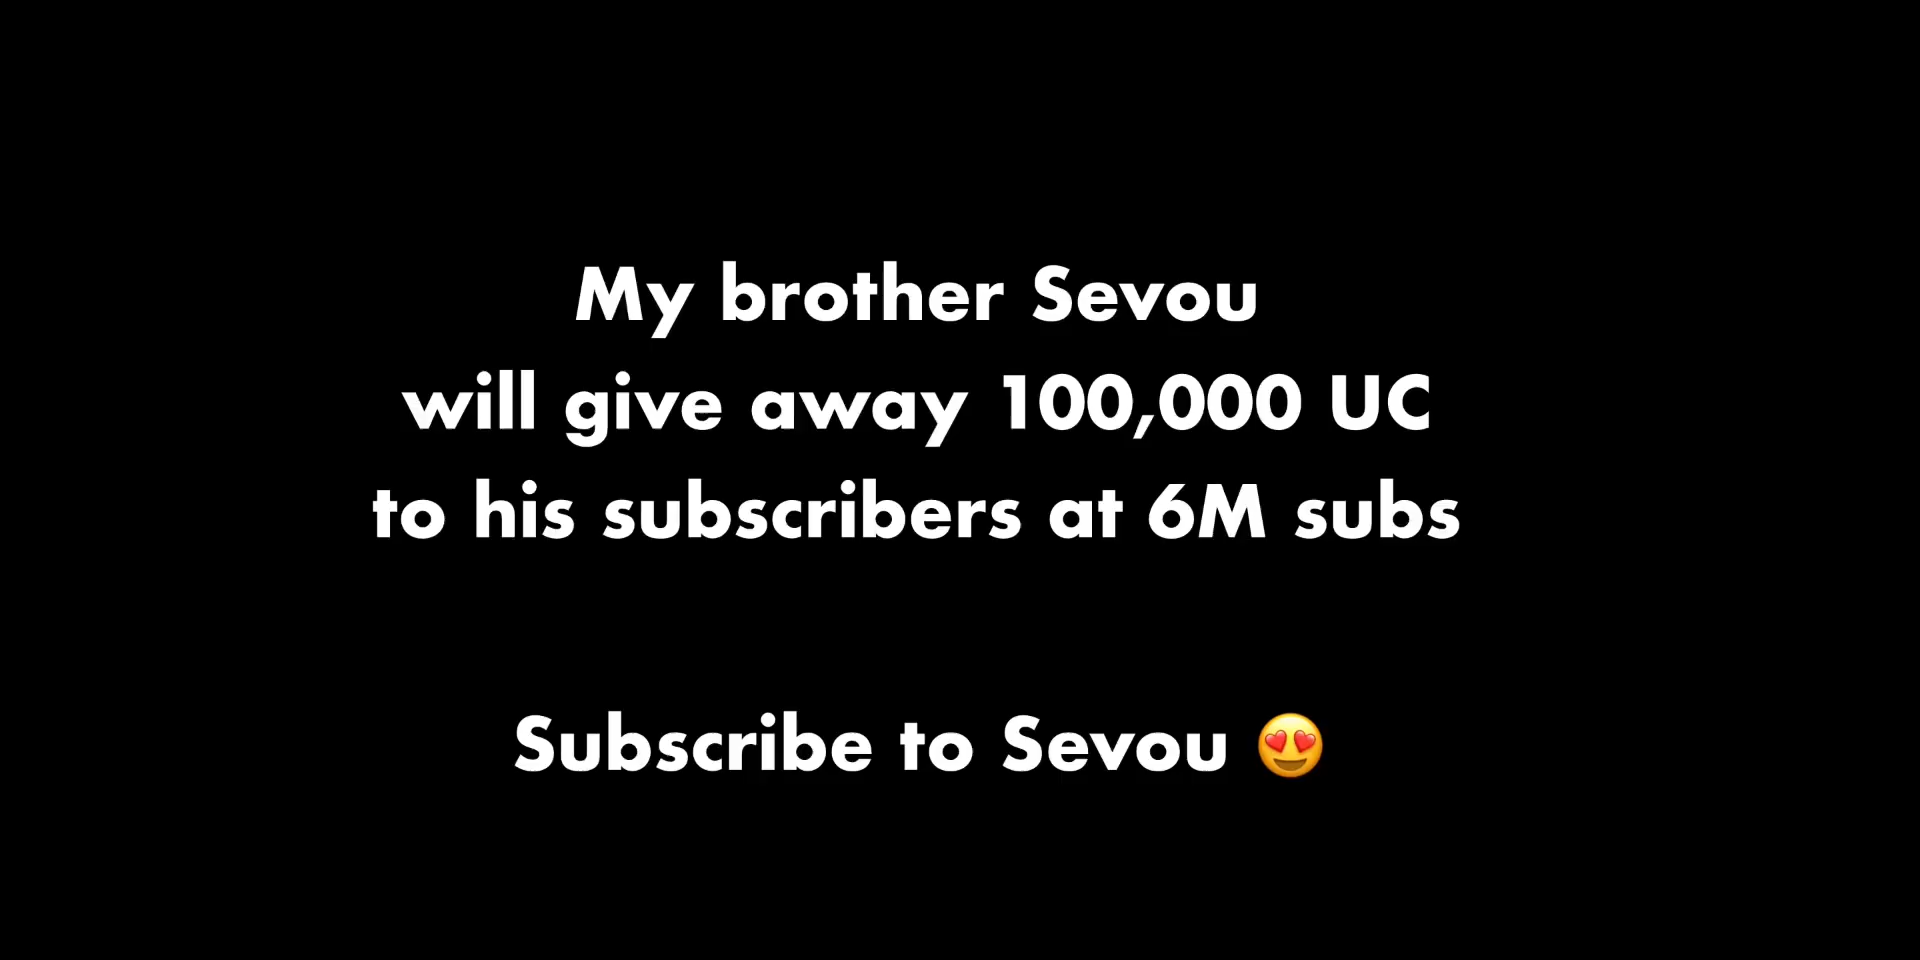 My brother Sevou
will give away 100,000 UC
to his subscribers at 6M subs
Subscribe to Sevou 😍